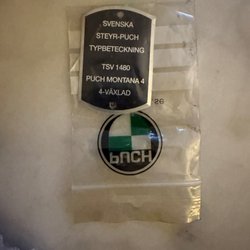 SVENSKA
STEYR-PUCH
TYPBETECKNING
TSV 1480
PUCH MONTANA 4
4-VÄXLAD
26
PUCH